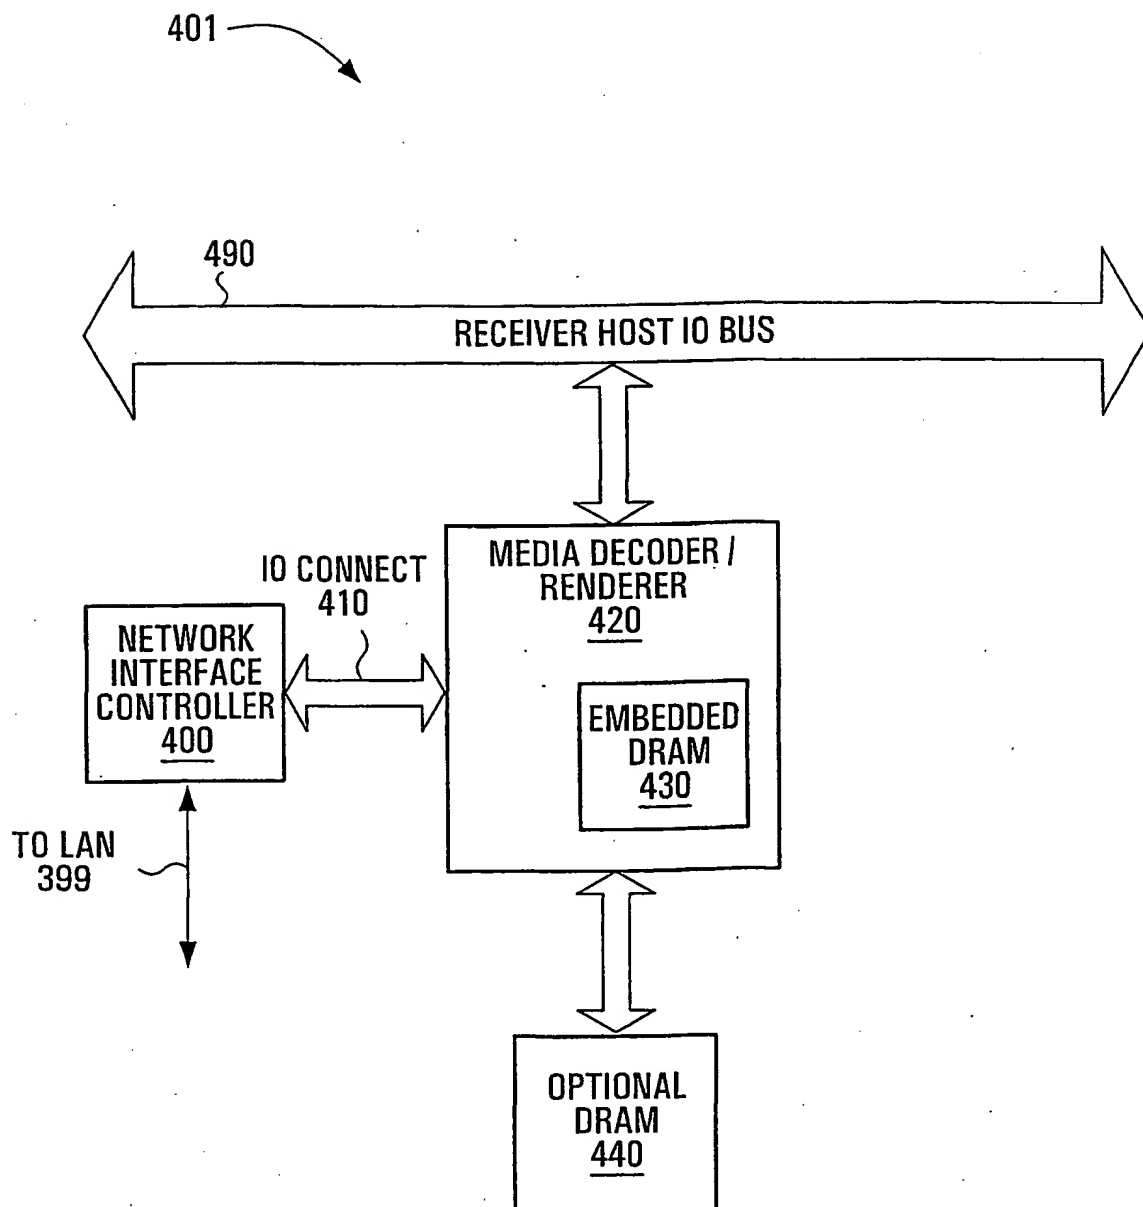 401
490
RECEIVER HOST IO BUS
MEDIA DECODER /
RENDERER
420
IO CONNECT
410
NETWORK
INTERFACE
CONTROLLER
400
EMBEDDED
DRAM
430
TO LAN
399
OPTIONAL
DRAM
440